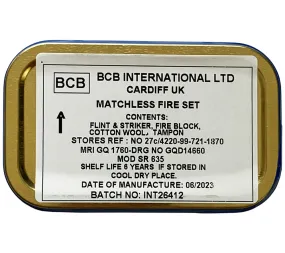 BCB
BCB INTERNATIONAL LTD
CARDIFF UK
MATCHLESS FIRE SET
CONTENTS:
FLINT & STRIKER, FIRE BLOCK,
COTTON WOOL, TAMPON
STORES REF : NO 27c/4220-99-721-1870
MRI GQ 1760-DRG NO GQD14660
MOD SR 635
SHELF LIFE 6 YEARS IF STORED IN
COOL DRY PLACE.
DATE OF MANUFACTURE: 06/2023
BATCH NO: INT26412